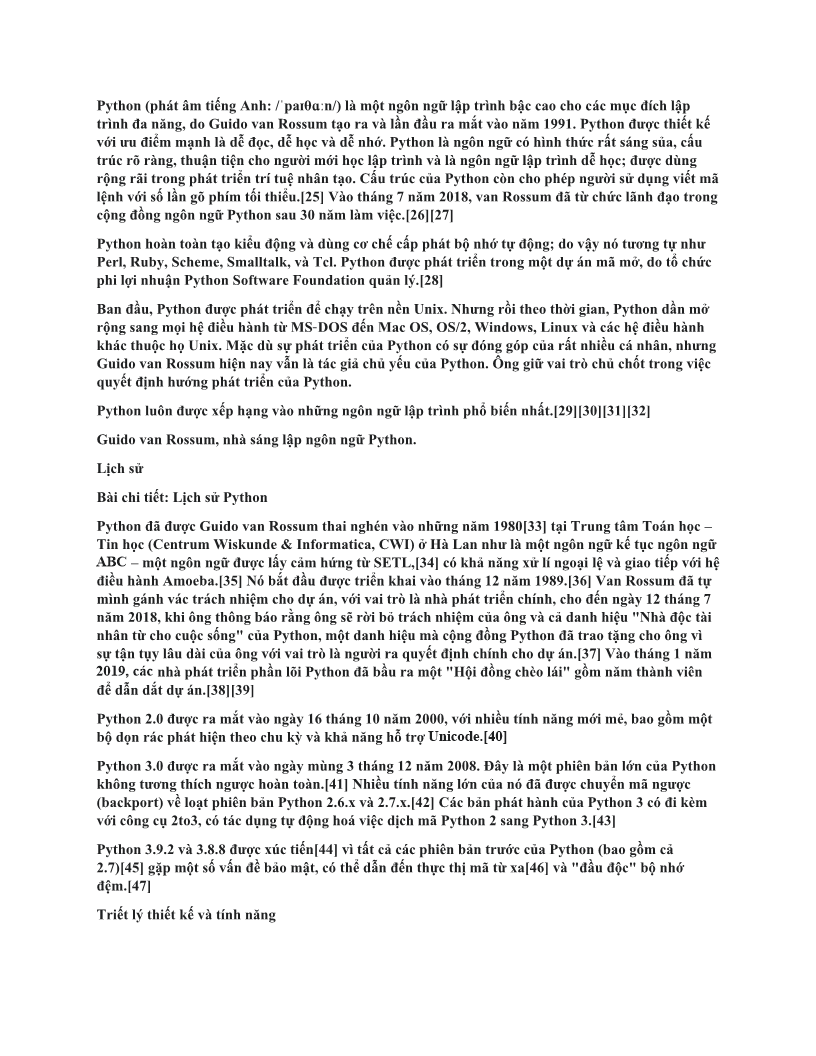 Python (phát âm tiếng Anh: /ˈpaɪθɑːn/) là một ngôn ngữ lập trình bậc cao cho các mục đích lập
trình đa năng, do Guido van Rossum tạo ra và lần đầu ra mắt vào năm 1991. Python được thiết kế
với ưu điểm mạnh là dễ đọc, dễ học và dễ nhớ. Python là ngôn ngữ có hình thức rất sáng sủa, cấu
trúc rõ ràng, thuận tiện cho người mới học lập trình và là ngôn ngữ lập trình dễ học; được dùng
rộng rãi trong phát triển trí tuệ nhân tạo. Cấu trúc của Python còn cho phép người sử dụng viết mã
lệnh với số lần gõ phím tối thiểu.[25] Vào tháng 7 năm 2018, van Rossum đã từ chức lãnh đạo trong
cộng đồng ngôn ngữ Python sau 30 năm làm việc.[26][27]
Python hoàn toàn tạo kiểu động và dùng cơ chế cấp phát bộ nhớ tự động; do vậy nó tương tự như
Perl, Ruby, Scheme, Smalltalk, và Tcl. Python được phát triển trong một dự án mã mở, do tổ chức
phi lợi nhuận Python Software Foundation quản lý.[28]
Ban đầu, Python được phát triển để chạy trên nền Unix. Nhưng rồi theo thời gian, Python dần mở
rộng sang mọi hệ điều hành từ MS-DOS đến Mac OS, OS/2, Windows, Linux và các hệ điều hành
khác thuộc họ Unix. Mặc dù sự phát triển của Python có sự đóng góp của rất nhiều cá nhân, nhưng
Guido van Rossum hiện nay vẫn là tác giả chủ yếu của Python. Ông giữ vai trò chủ chốt trong việc
quyết định hướng phát triển của Python.
Python luôn được xếp hạng vào những ngôn ngữ lập trình phổ biến nhất.[29][30][31][32]
Guido van Rossum, nhà sáng lập ngôn ngữ Python.
Lịch sử
Bài chi tiết: Lịch sử Python
Python đã được Guido van Rossum thai nghén vào những năm 1980[33] tại Trung tâm Toán học –
Tin học (Centrum Wiskunde & Informatica, CWI) ở Hà Lan như là một ngôn ngữ kế tục ngôn ngữ
ABC – một ngôn ngữ được lấy cảm hứng từ SETL,[34] có khả năng xử lí ngoại lệ và giao tiếp với hệ
điều hành Amoeba.[35] Nó bắt đầu được triển khai vào tháng 12 năm 1989.[36] Van Rossum đã tự
mình gánh vác trách nhiệm cho dự án, với vai trò là nhà phát triển chính, cho đến ngày 12 tháng 7
năm 2018, khi ông thông báo rằng ông sẽ rời bỏ trách nhiệm của ông và cả danh hiệu "Nhà độc tài
nhân từ cho cuộc sống" của Python, một danh hiệu mà cộng đồng Python đã trao tặng cho ông vì
sự tận tụy lâu dài của ông với vai trò là người ra quyết định chính cho dự án.[37] Vào tháng 1 năm
2019, các nhà phát triển phần lõi Python đã bầu ra một "Hội đồng chèo lái" gồm năm thành viên
để dẫn dắt dự án.[38][39]
Python 2.0 được ra mắt vào ngày 16 tháng 10 năm 2000, với nhiều tính năng mới mẻ, bao gồm một
bộ dọn rác phát hiện theo chu kỳ và khả năng hỗ trợ Unicode.[40]
Python 3.0 được ra mắt vào ngày mùng 3 tháng 12 năm 2008. Đây là một phiên bản lớn của Python
không tương thích ngược hoàn toàn.[41] Nhiều tính năng lớn của nó đã được chuyển mã ngược
(backport) về loạt phiên bản Python 2.6.x và 2.7.x.[42] Các bản phát hành của Python 3 có đi kèm
với công cụ 2to3, có tác dụng tự động hoá việc dịch mã Python 2 sang Python 3.[43]
Python 3.9.2 và 3.8.8 được xúc tiến[44] vì tất cả các phiên bản trước của Python (bao gồm cả
2.7)[45] gặp một số vấn đề bảo mật, có thể dẫn đến thực thị mã từ xa[46] và "đầu độc" bộ nhớ
đệm.[47]
Triết lý thiết kế và tính năng